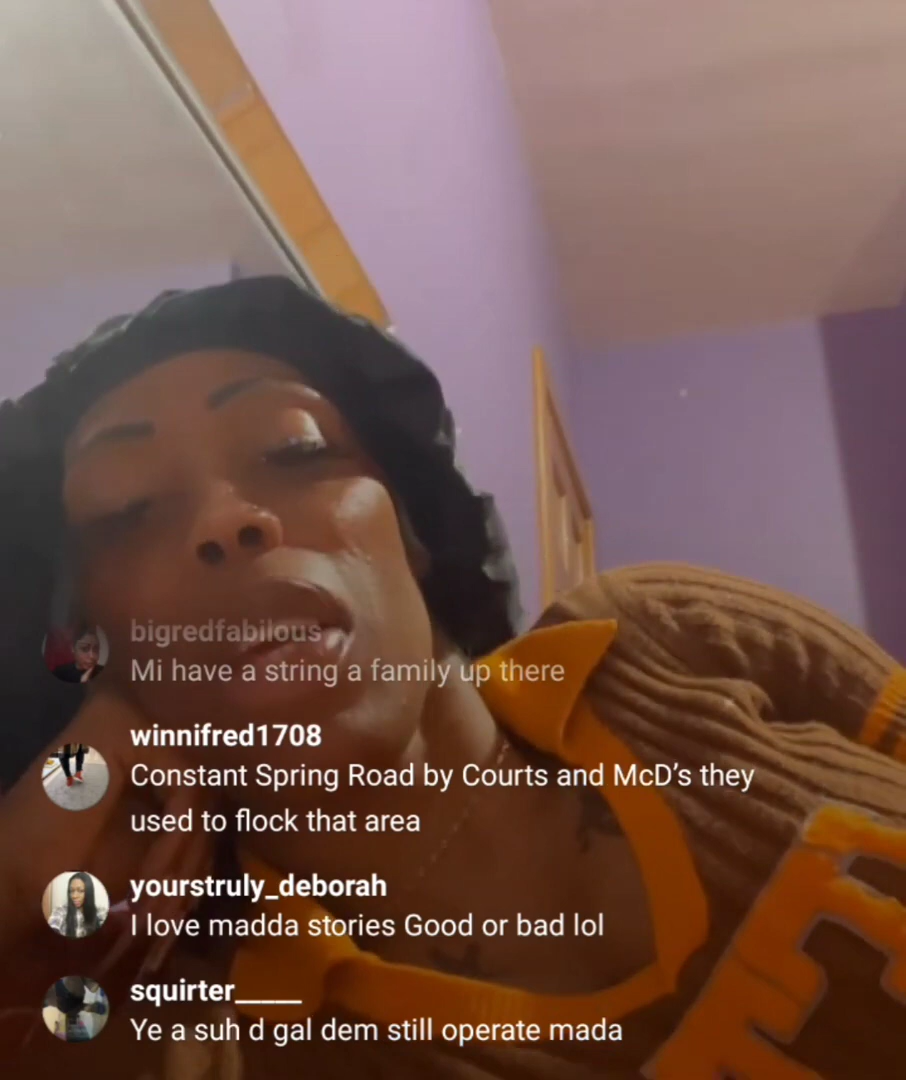 bigredfabilous
Mi have a string a family up there
winnifred1708
Constant Spring Road by Courts and McD’s they
used to flock that area
yourstruly_deborah
I love madda stories Good or bad lol
squirter_____
Ye a suh d gal dem still operate mada